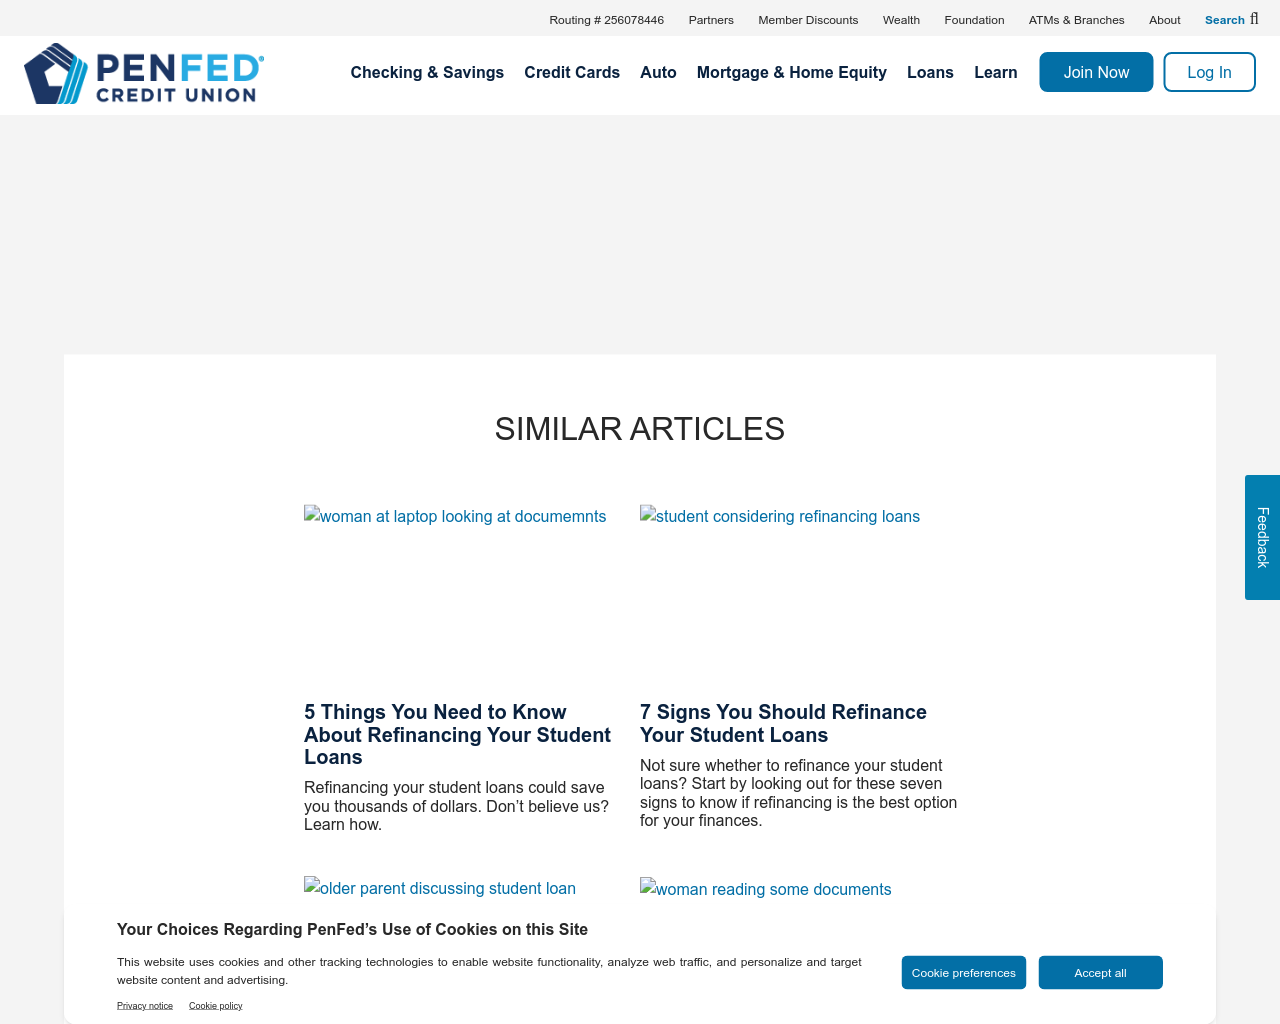 Routing # 256078446 Partners Member Discounts Wealth Foundation ATMs & Branches About Search
PENFED®
CREDIT UNION
Checking & Savings Credit Cards Auto Mortgage & Home Equity Loans Learn Join Now Log In
SIMILAR ARTICLES
woman at laptop looking at documemnts
student considering refinancing loans
Feedback
5 Things You Need to Know
About Refinancing Your Student
Loans
Refinancing your student loans could save
you thousands of dollars. Don’t believe us?
Learn how.
7 Signs You Should Refinance
Your Student Loans
Not sure whether to refinance your student
loans? Start by looking out for these seven
signs to know if refinancing is the best option
for your finances.
older parent discussing student loan
woman reading some documents
Your Choices Regarding PenFed’s Use of Cookies on this Site
This website uses cookies and other tracking technologies to enable website functionality, analyze web traffic, and personalize and target
website content and advertising.
Privacy notice Cookie policy
Cookie preferences Accept all